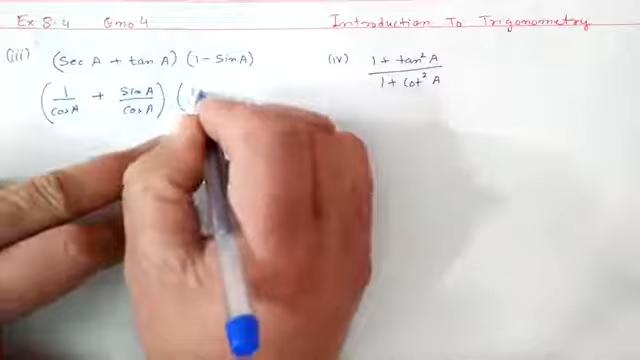 Ex 8.4 Q no 4 Introduction To Trigonometry
(iii) (Sec A + tan A) (1 - Sin A)
(1/Cos A + Sin A/Cos A) (1
(iv) 1 + tan² A / 1 + Cot² A